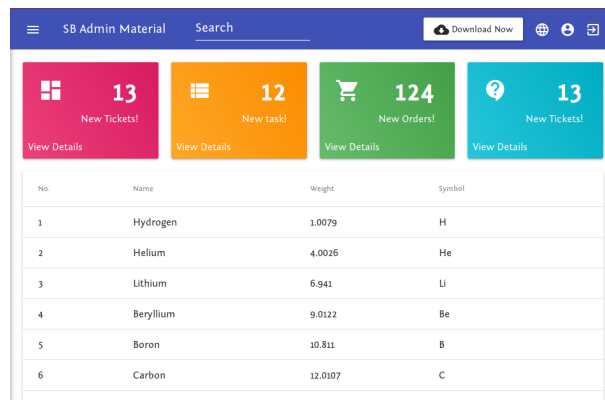 SB Admin Material Search Download Now
13 12 124 13
New Tickets! New task! New Orders! New Tickets!
View Details View Details View Details View Details
No. Name Weight Symbol
1 Hydrogen 1.0079 H
2 Helium 4.0026 He
3 Lithium 6.941 Li
4 Beryllium 9.0122 Be
5 Boron 10.811 B
6 Carbon 12.0107 C